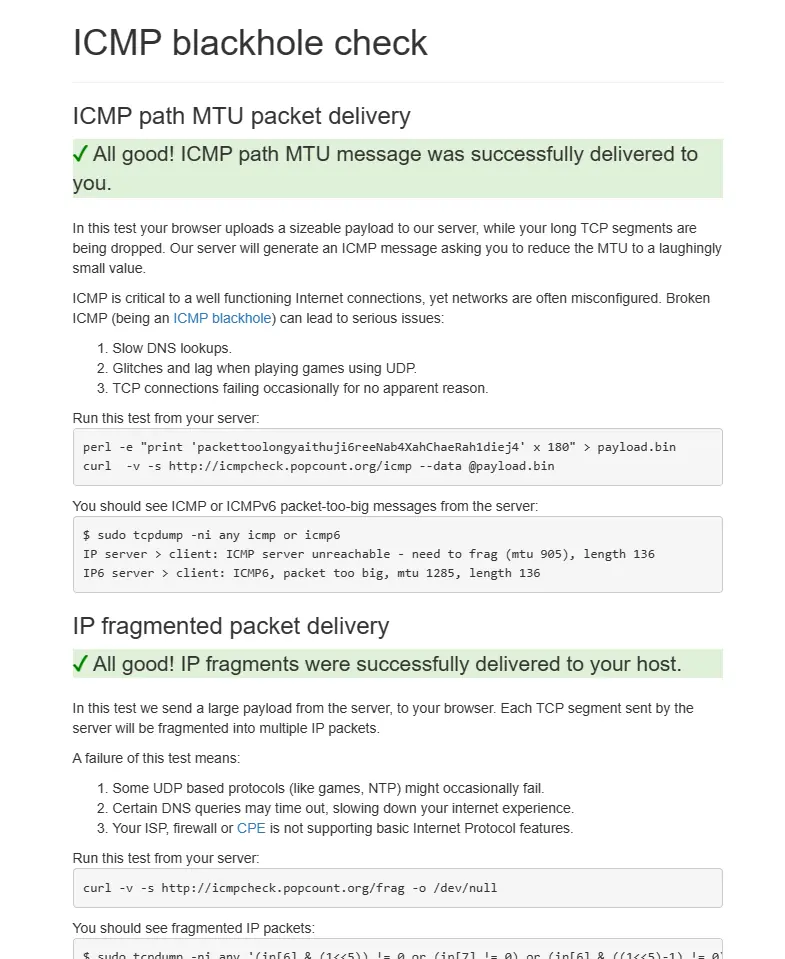 ICMP blackhole check
ICMP path MTU packet delivery
✓ All good! ICMP path MTU message was successfully delivered to
you.
In this test your browser uploads a sizeable payload to our server, while your long TCP segments are
being dropped. Our server will generate an ICMP message asking you to reduce the MTU to a laughingly
small value.
ICMP is critical to a well functioning Internet connections, yet networks are often misconfigured. Broken
ICMP (being an ICMP blackhole) can lead to serious issues:
1. Slow DNS lookups.
2. Glitches and lag when playing games using UDP.
3. TCP connections failing occasionally for no apparent reason.
Run this test from your server:
perl -e "print 'packettoolongyaithuji6reeNab4XahChaeRah1diej4' x 180" > payload.bin
curl  -v -s http://icmpcheck.popcount.org/icmp --data @payload.bin
You should see ICMP or ICMPv6 packet-too-big messages from the server:
$ sudo tcpdump -ni any icmp or icmp6
IP server > client: ICMP server unreachable - need to frag (mtu 905), length 136
IP6 server > client: ICMP6, packet too big, mtu 1285, length 136
IP fragmented packet delivery
✓ All good! IP fragments were successfully delivered to your host.
In this test we send a large payload from the server, to your browser. Each TCP segment sent by the
server will be fragmented into multiple IP packets.
A failure of this test means:
1. Some UDP based protocols (like games, NTP) might occasionally fail.
2. Certain DNS queries may time out, slowing down your internet experience.
3. Your ISP, firewall or CPE is not supporting basic Internet Protocol features.
Run this test from your server:
curl -v -s http://icmpcheck.popcount.org/frag -o /dev/null
You should see fragmented IP packets:
$ sudo tcpdump -ni any '(ip[6] & (1<<5)) != 0 or (ip[7] != 0) or (ip[6] & ((1<<5)-1) != 0)